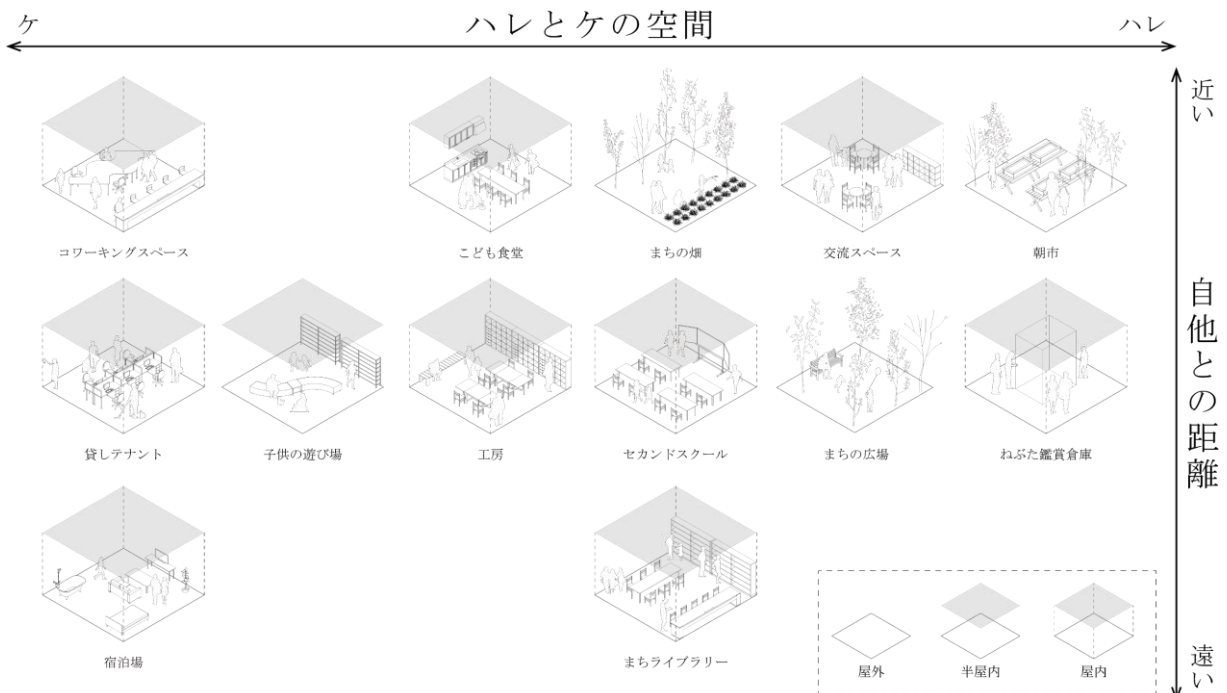 ケ
ハレとケの空間
ハレ
近い
コワーキングスペース
こども食堂
まちの畑
交流スペース
朝市
自他との距離
貸しテナント
子供の遊び場
工房
セカンドスクール
まちの広場
ねぶた鑑賞倉庫
宿泊場
まちライブラリー
屋外
半屋内
屋内
遠い